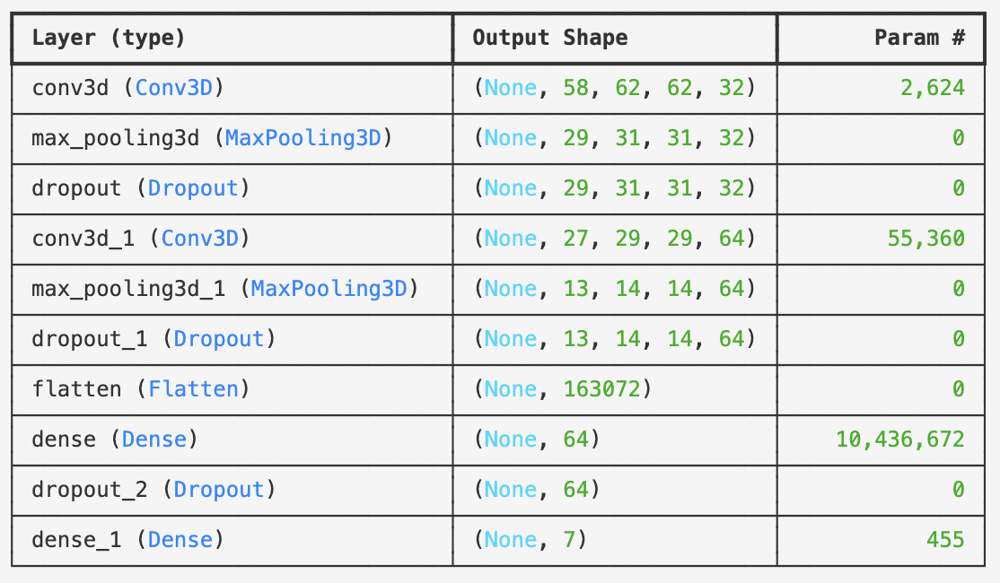 Layer (type) Output Shape Param #
conv3d (Conv3D) (None, 58, 62, 62, 32) 2,624
max_pooling3d (MaxPooling3D) (None, 29, 31, 31, 32) 0
dropout (Dropout) (None, 29, 31, 31, 32) 0
conv3d_1 (Conv3D) (None, 27, 29, 29, 64) 55,360
max_pooling3d_1 (MaxPooling3D) (None, 13, 14, 14, 64) 0
dropout_1 (Dropout) (None, 13, 14, 14, 64) 0
flatten (Flatten) (None, 163072) 0
dense (Dense) (None, 64) 10,436,672
dropout_2 (Dropout) (None, 64) 0
dense_1 (Dense) (None, 7) 455